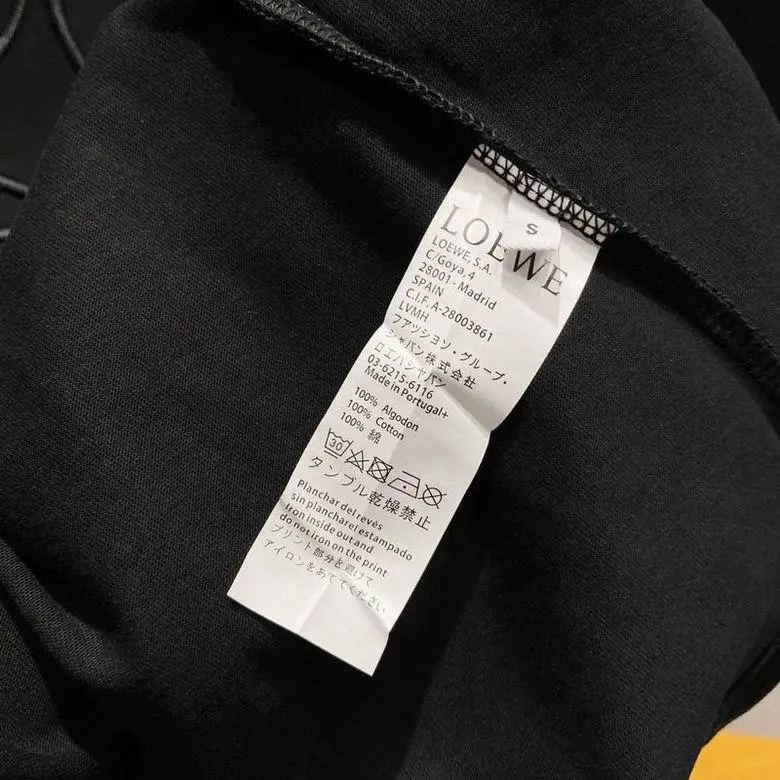 S
LOEWE
LOEWE, S.A.
C/Goya,4
28001 - Madrid
SPAIN
C.I.F. A-28003861
LVMH
フアッション・グループ・
ジャパン株式会社
ロエバジャパン
03-6215-6116
Made in Portugal+
100% Algodon
100% Cotton
100% 綿
30
タンブル乾燥禁止
Planchar del revés
sin plancharel estampado
Iron inside out and
do not iron on the print
プリント部分を避けて
アイロンをあててください